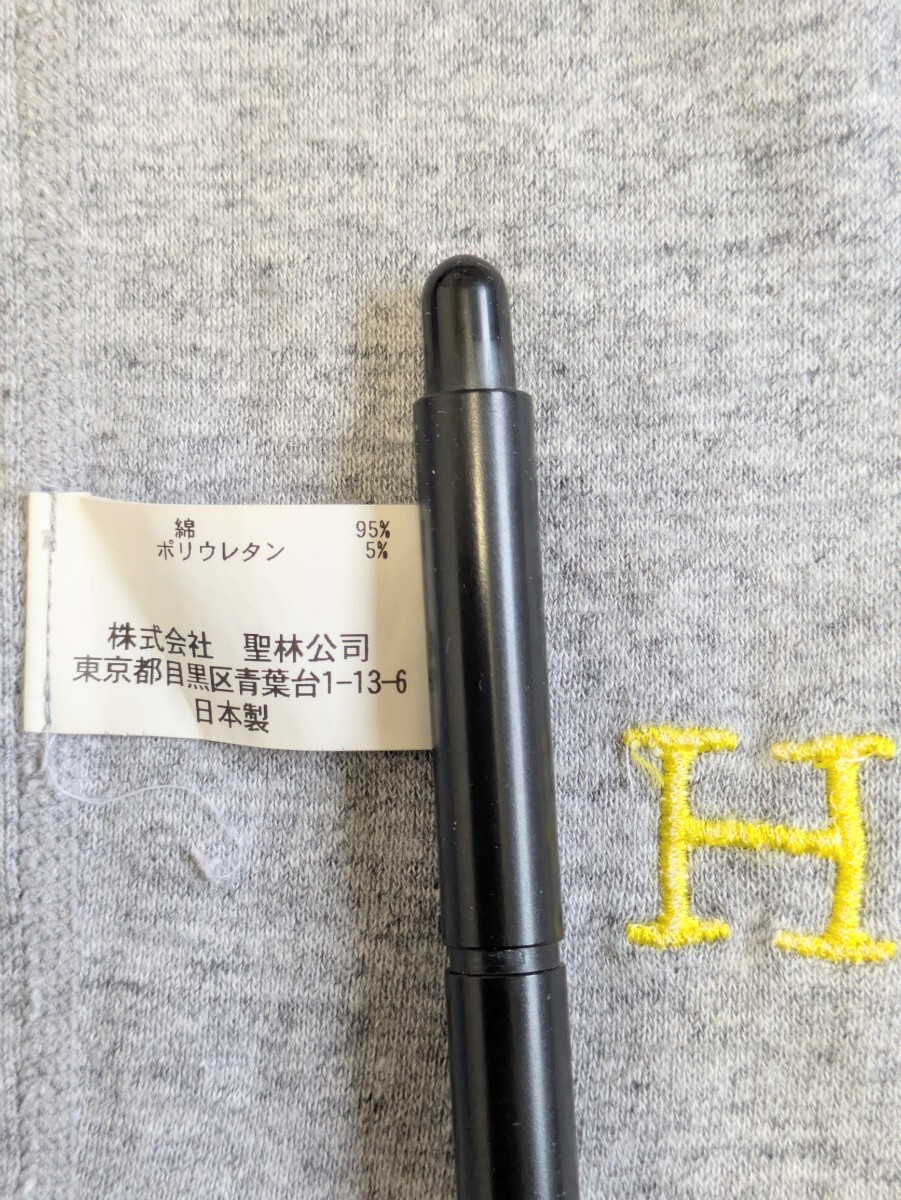 綿 95%
ポリウレタン 5%
株式会社 聖林公司
東京都目黒区青葉台1-13-6
日本製
H